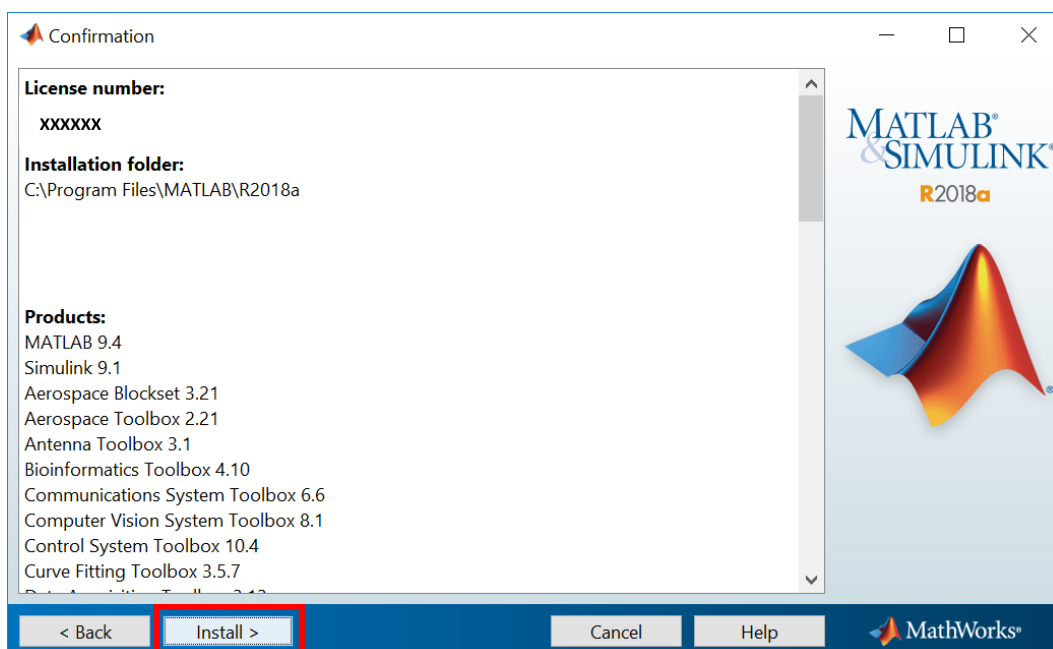 Confirmation
License number:
XXXXXX
Installation folder:
C:\Program Files\MATLAB\R2018a
Products:
MATLAB 9.4
Simulink 9.1
Aerospace Blockset 3.21
Aerospace Toolbox 2.21
Antenna Toolbox 3.1
Bioinformatics Toolbox 4.10
Communications System Toolbox 6.6
Computer Vision System Toolbox 8.1
Control System Toolbox 10.4
Curve Fitting Toolbox 3.5.7
MATLAB®
&SIMULINK®
R2018a
®
< Back
Install >
Cancel
Help
MathWorks®